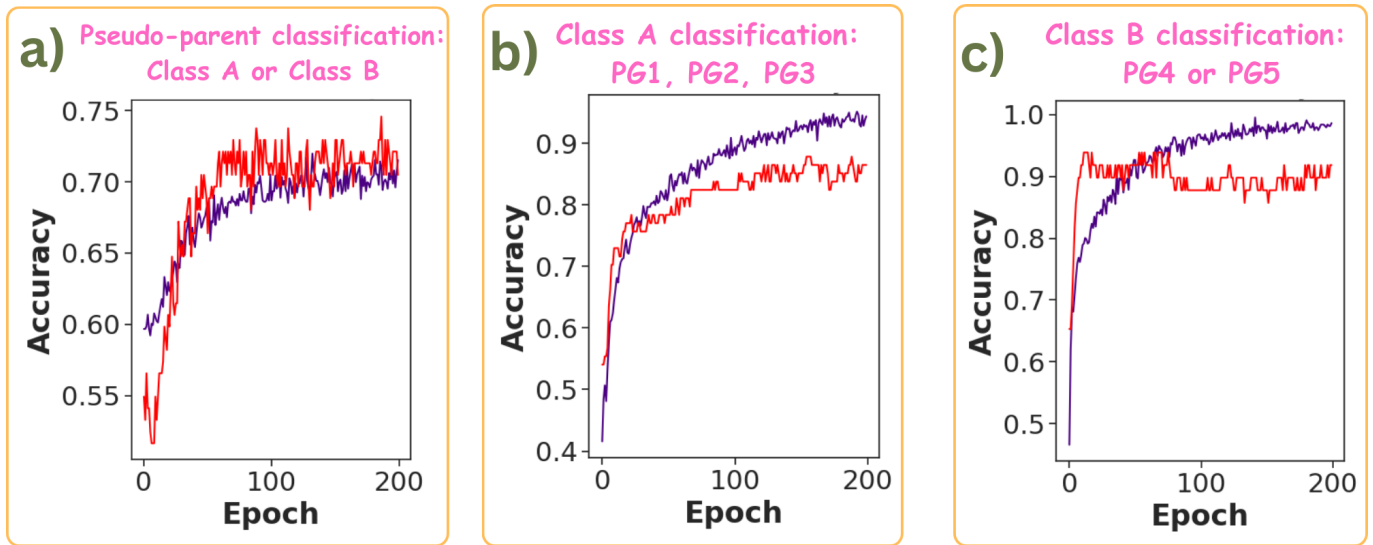 a) Pseudo-parent classification:
Class A or Class B
0.75
0.70
0.65
0.60
0.55
Accuracy
0 100 200
Epoch
b) Class A classification:
PG1, PG2, PG3
0.9
0.8
0.7
0.6
0.5
0.4
Accuracy
0 100 200
Epoch
c) Class B classification:
PG4 or PG5
1.0
0.9
0.8
0.7
0.6
0.5
Accuracy
0 100 200
Epoch